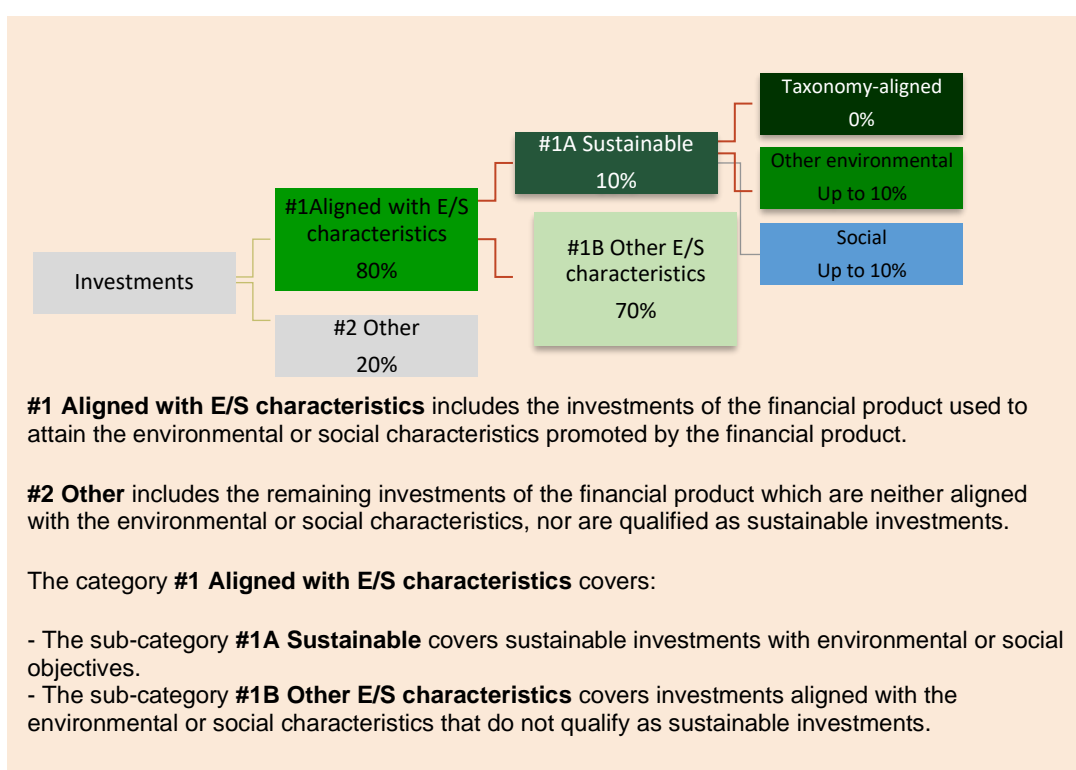 Taxonomy-aligned
0%
#1A Sustainable
10%
Other environmental
Up to 10%
#1Aligned with E/S
characteristics
80%
#1B Other E/S
characteristics
70%
Social
Up to 10%
Investments
#2 Other
20%
#1 Aligned with E/S characteristics includes the investments of the financial product used to
attain the environmental or social characteristics promoted by the financial product.
#2 Other includes the remaining investments of the financial product which are neither aligned
with the environmental or social characteristics, nor are qualified as sustainable investments.
The category #1 Aligned with E/S characteristics covers:
- The sub-category #1A Sustainable covers sustainable investments with environmental or social
objectives.
- The sub-category #1B Other E/S characteristics covers investments aligned with the
environmental or social characteristics that do not qualify as sustainable investments.